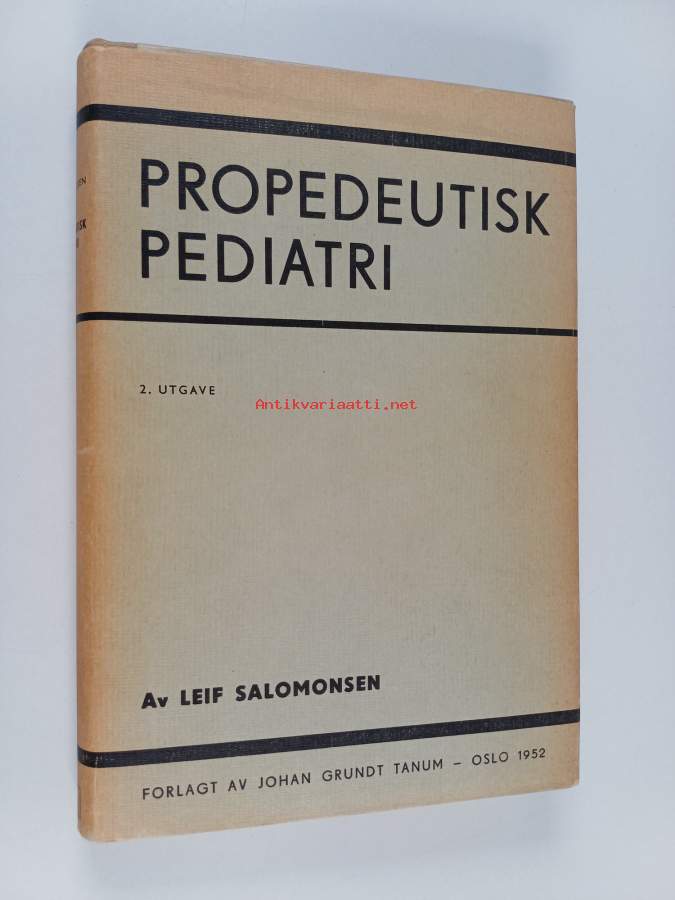 PROPEDEUTISK
PEDIATRI
2. UTGAVE
Antikvariaatti.net
Av LEIF SALOMONSEN
FORLAGT AV JOHAN GRUNDT TANUM – OSLO 1952